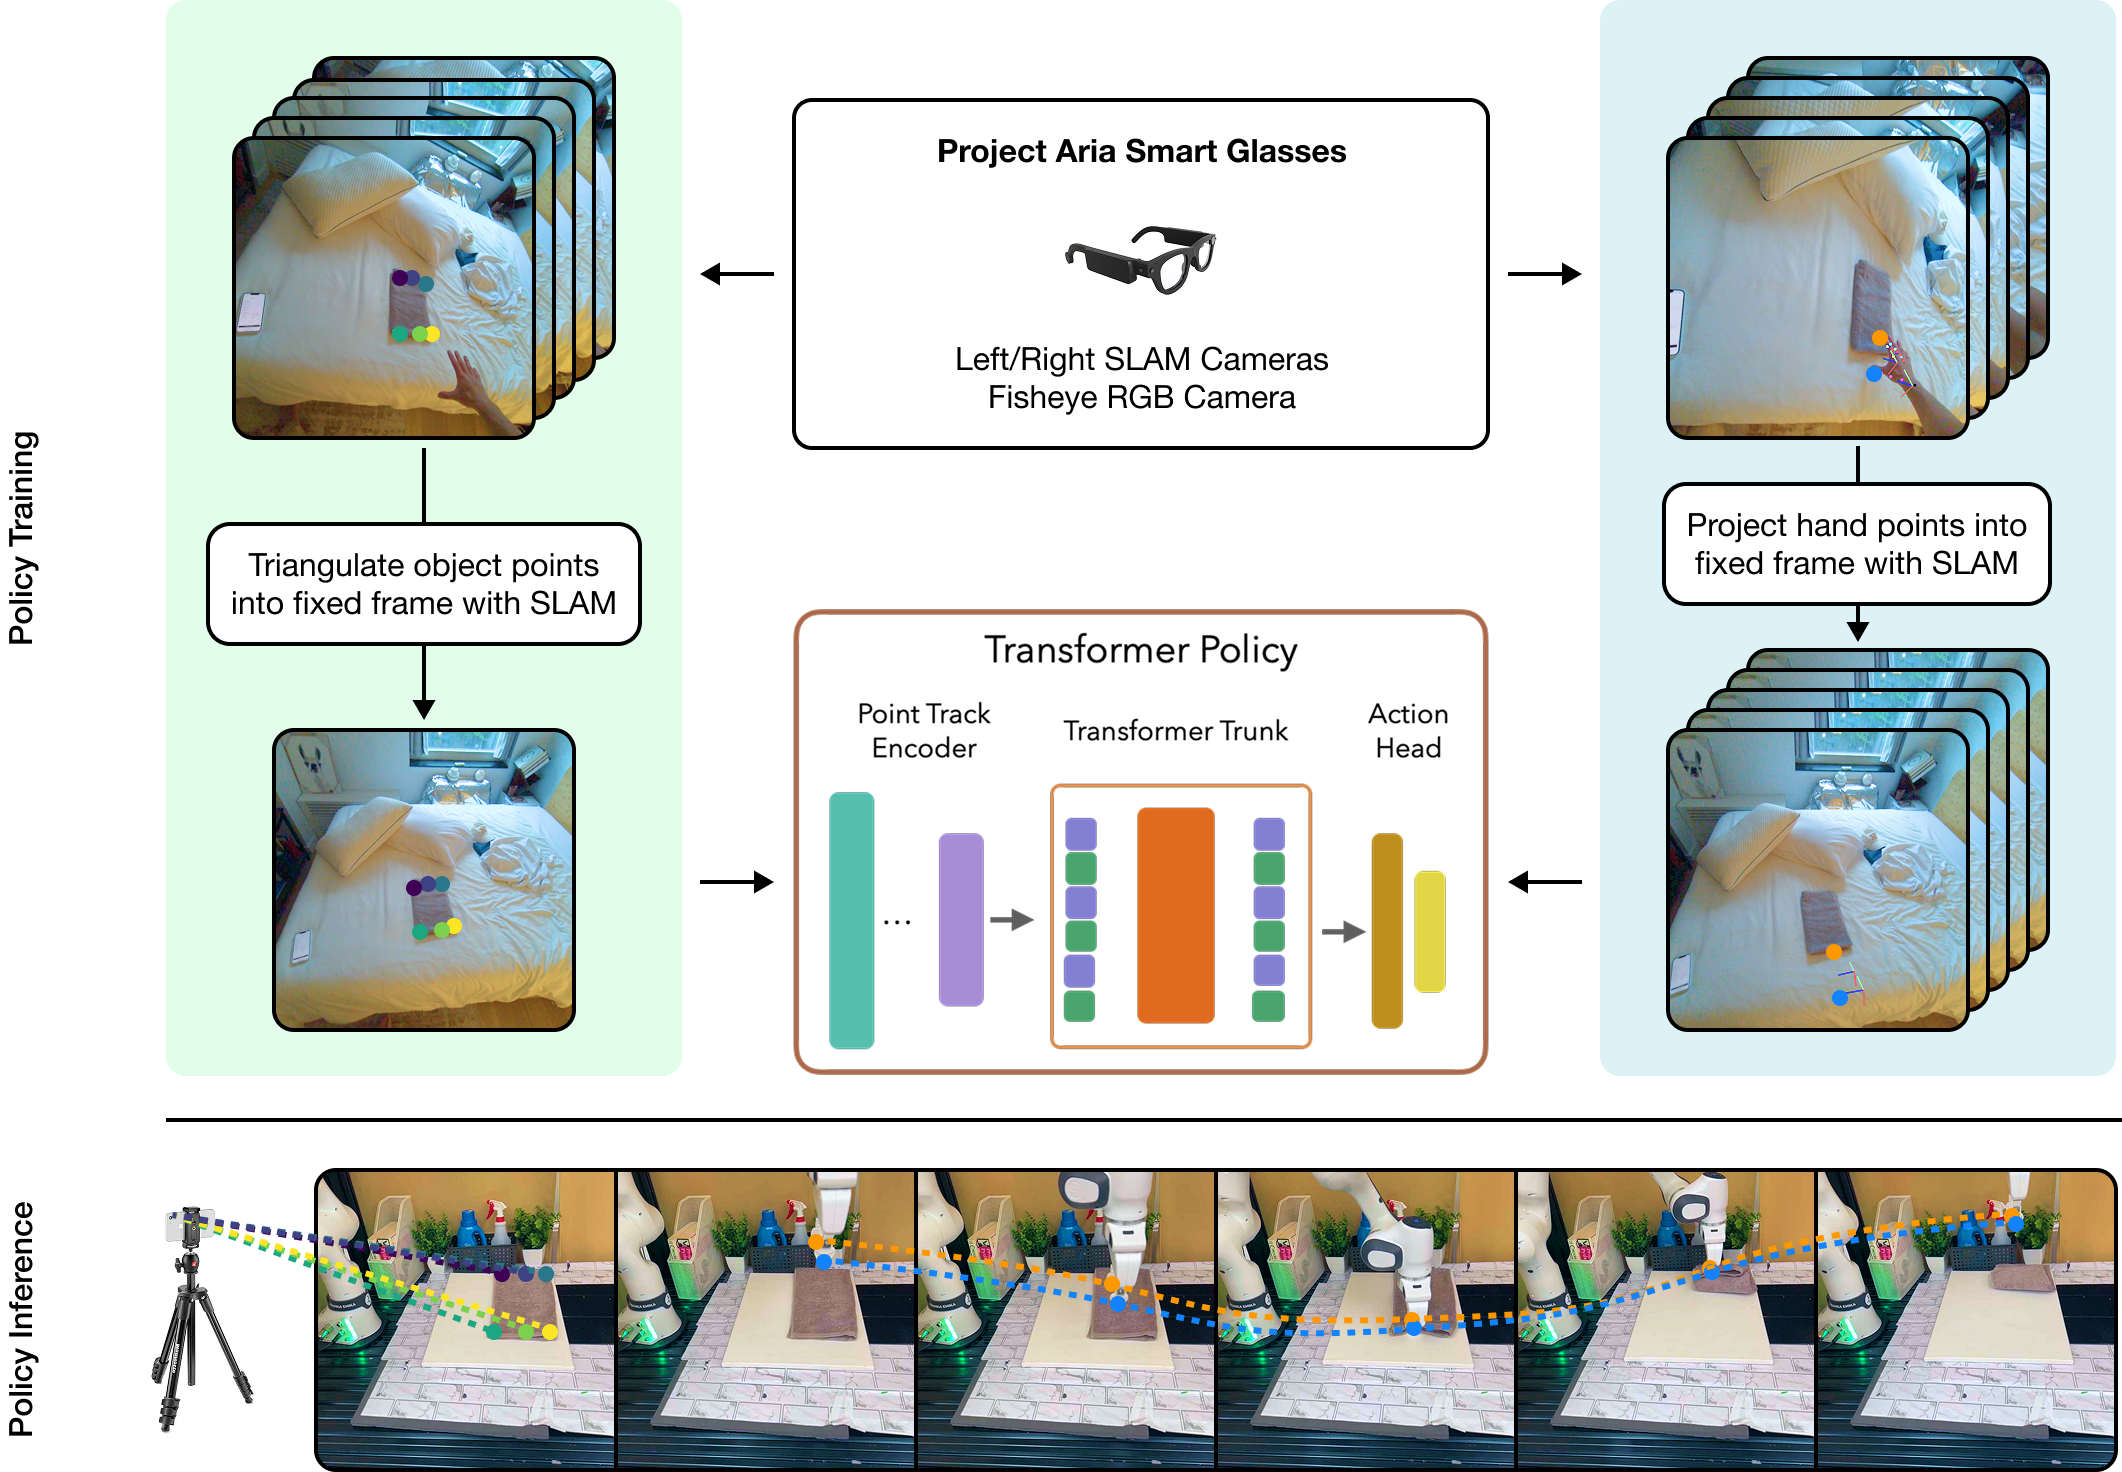 Policy Training
Project Aria Smart Glasses
Left/Right SLAM Cameras
Fisheye RGB Camera
Triangulate object points
into fixed frame with SLAM
Project hand points into
fixed frame with SLAM
Transformer Policy
Point Track
Encoder
Transformer Trunk
Action
Head
...
Policy Inference